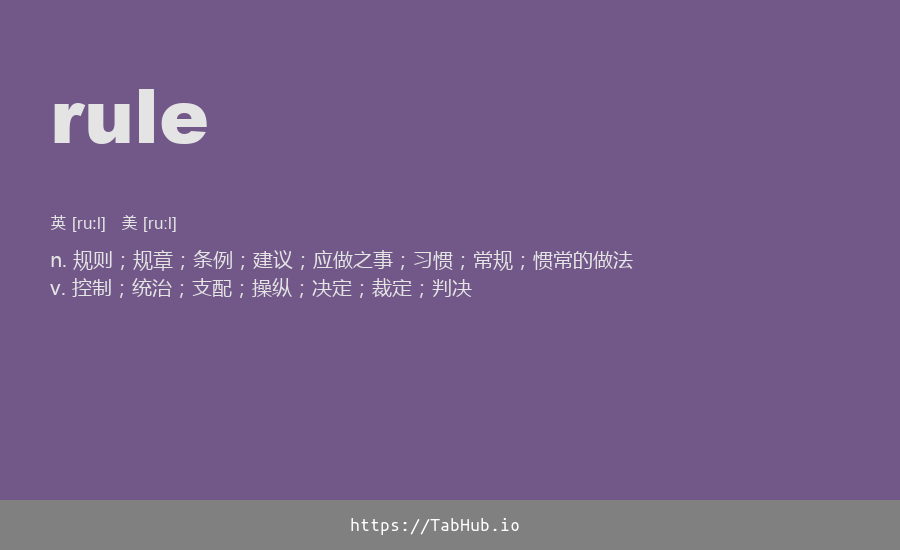 rule
英 [ruːl] 美 [ruːl]
n. 规则；规章；条例；建议；应做之事；习惯；常规；惯常的做法
v. 控制；统治；支配；操纵；决定；裁定；判决
https://TabHub.io